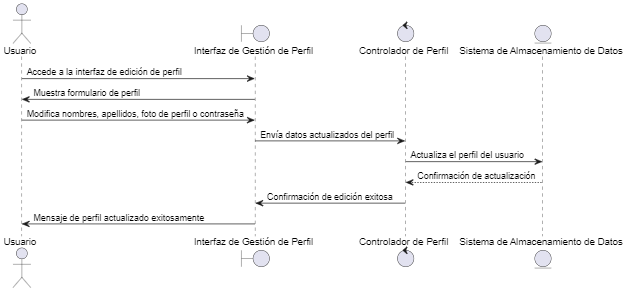 Usuario
Interfaz de Gestión de Perfil
Controlador de Perfil
Sistema de Almacenamiento de Datos
Accede a la interfaz de edición de perfil
Muestra formulario de perfil
Modifica nombres, apellidos, foto de perfil o contraseña
Envía datos actualizados del perfil
Actualiza el perfil del usuario
Confirmación de actualización
Confirmación de edición exitosa
Mensaje de perfil actualizado exitosamente
Usuario
Interfaz de Gestión de Perfil
Controlador de Perfil
Sistema de Almacenamiento de Datos